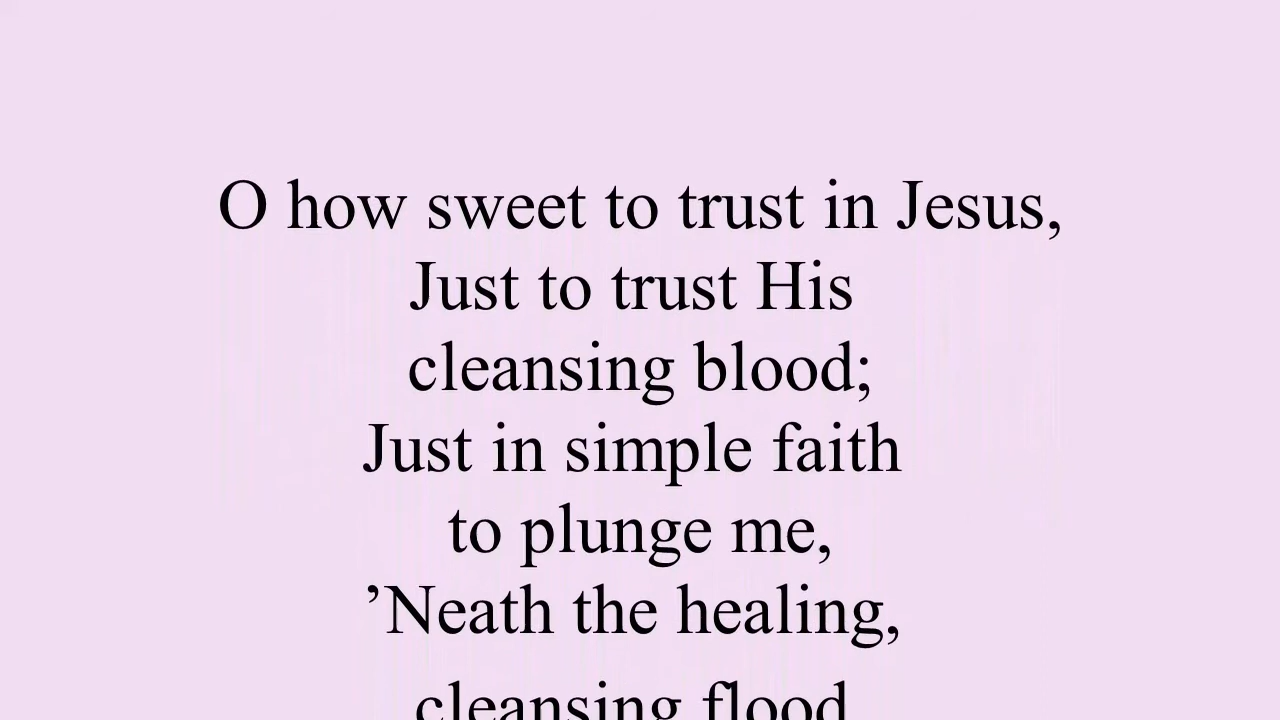 O how sweet to trust in Jesus,
Just to trust His
cleansing blood;
Just in simple faith
to plunge me,
’Neath the healing,
cleansing flood